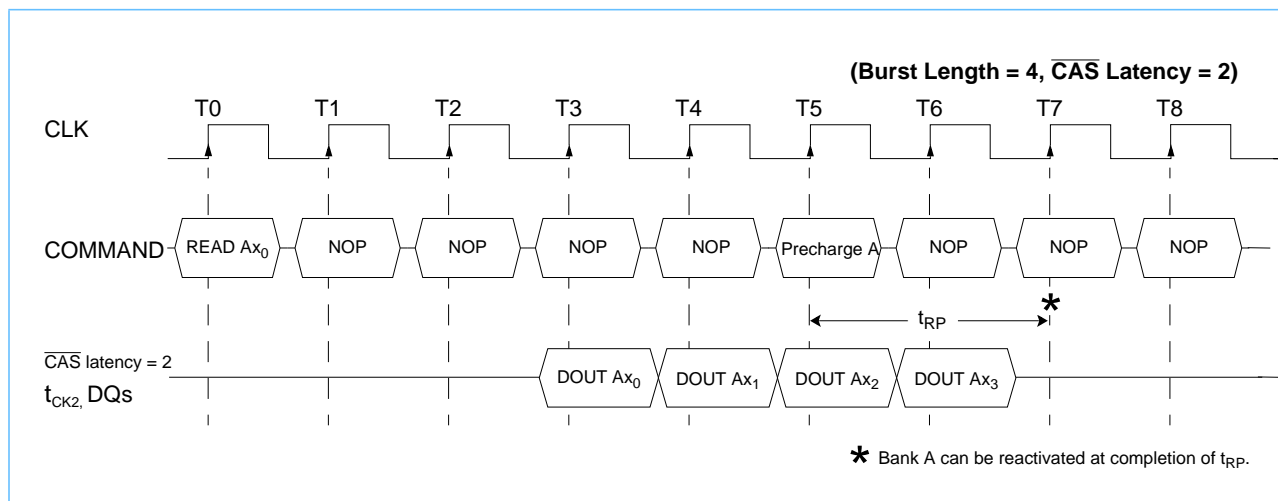 (Burst Length = 4, CAS Latency = 2)
T0 T1 T2 T3 T4 T5 T6 T7 T8
CLK
COMMAND READ Ax0 NOP NOP NOP NOP Precharge A NOP NOP NOP
*
tRP
CAS latency = 2
tCK2, DQs
DOUT Ax0 DOUT Ax1 DOUT Ax2 DOUT Ax3
* Bank A can be reactivated at completion of tRP.